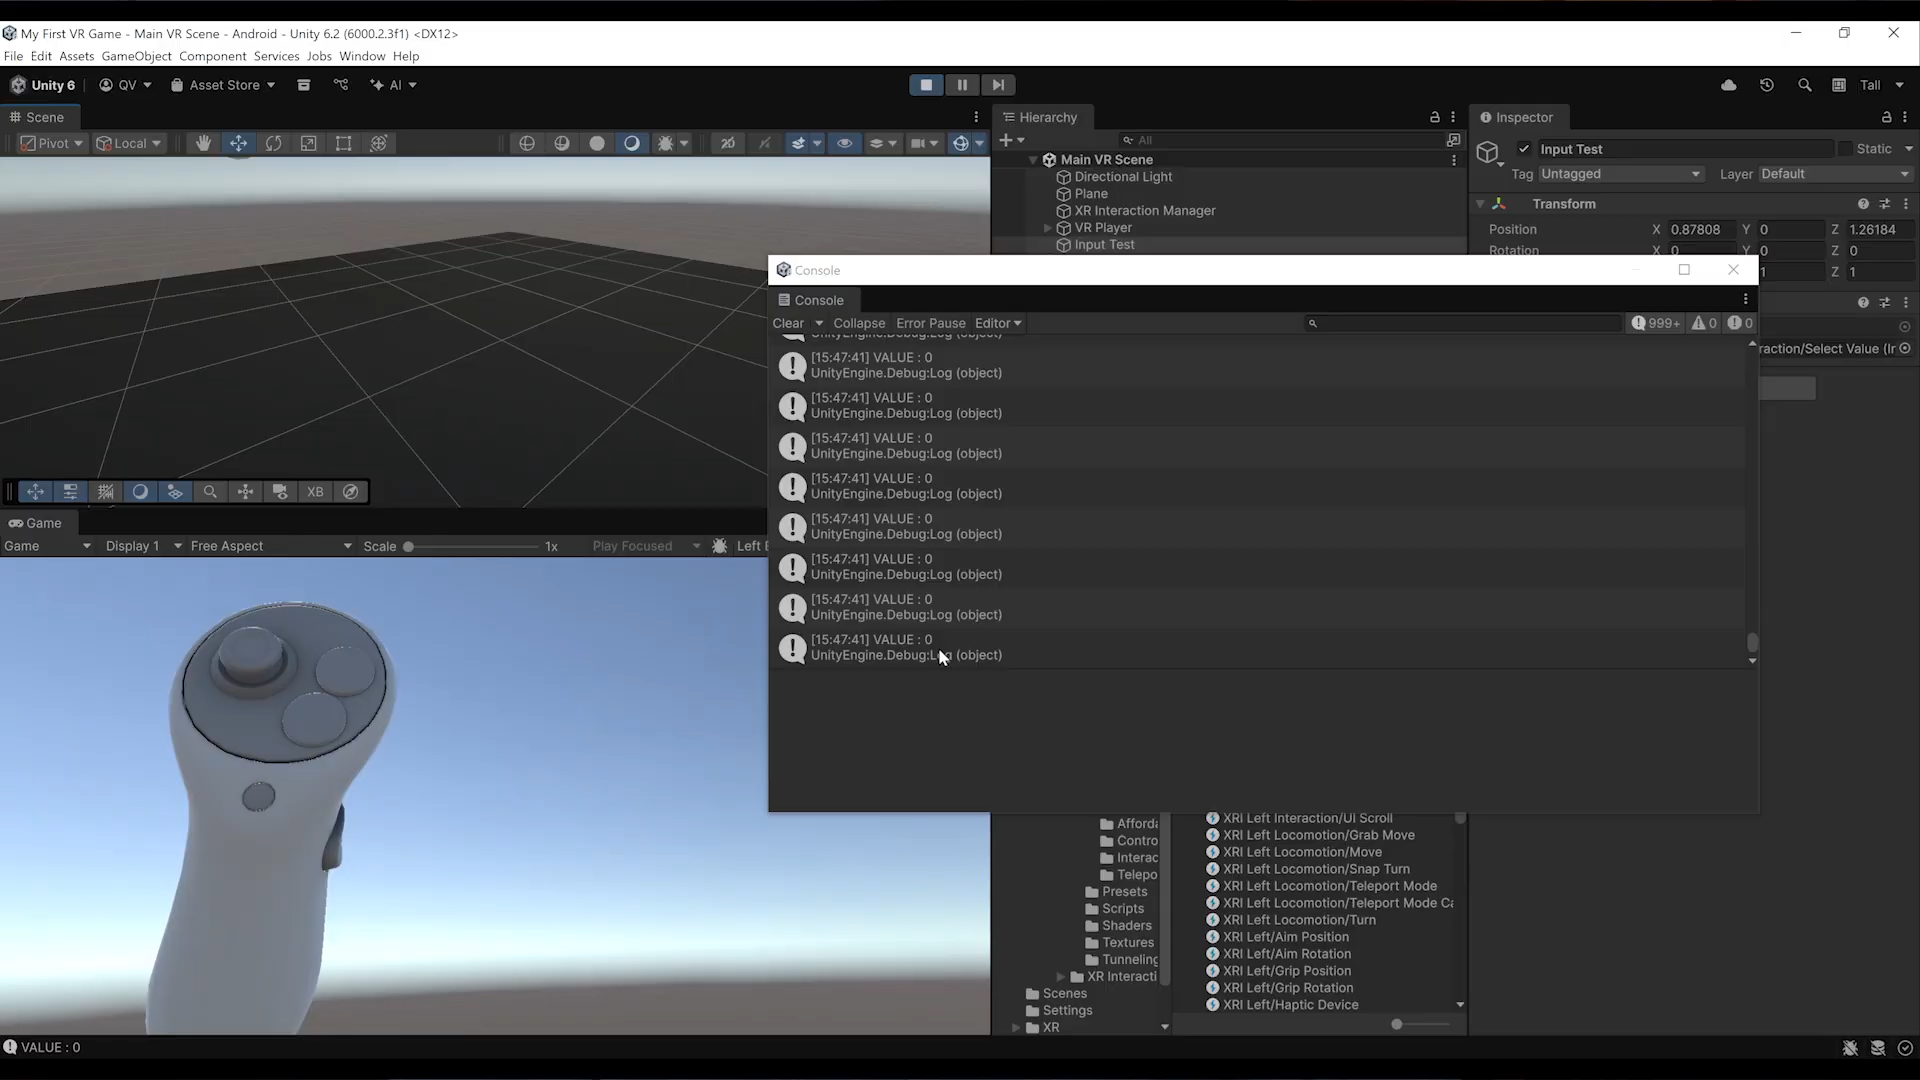 My First VR Game - Main VR Scene - Android - Unity 6.2 (6000.2.3f1) <DX12>
File Edit Assets GameObject Component Services Jobs Window Help
Unity 6 QV Asset Store AI Tall
Scene
Pivot Local 2D
Hierarchy
All
Main VR Scene
Directional Light
Plane
XR Interaction Manager
VR Player
Input Test
Inspector
Input Test Static
Tag Untagged Layer Default
Transform
Position X 0.87808 Y 0 Z 1.26184
Rotation X 0 Y 0 Z 0
1 Z 1
raction/Select Value (Ir
Console
Console
Clear Collapse Error Pause Editor 999+ 0 0
UnityEngine.Debug:Log (object)
[15:47:41] VALUE : 0
UnityEngine.Debug:Log (object)
[15:47:41] VALUE : 0
UnityEngine.Debug:Log (object)
[15:47:41] VALUE : 0
UnityEngine.Debug:Log (object)
[15:47:41] VALUE : 0
UnityEngine.Debug:Log (object)
[15:47:41] VALUE : 0
UnityEngine.Debug:Log (object)
[15:47:41] VALUE : 0
UnityEngine.Debug:Log (object)
[15:47:41] VALUE : 0
UnityEngine.Debug:Log (object)
[15:47:41] VALUE : 0
UnityEngine.Debug:Log (object)
XB
Game
Game Display 1 Free Aspect Scale 1x Play Focused Left E
Afforda
Contro
Interac
Telepo
Presets
Scripts
Shaders
Textures
Tunneling
XR Interacti
Scenes
Settings
XR
XRI Left Interaction/UI Scroll
XRI Left Locomotion/Grab Move
XRI Left Locomotion/Move
XRI Left Locomotion/Snap Turn
XRI Left Locomotion/Teleport Mode
XRI Left Locomotion/Teleport Mode Ca
XRI Left Locomotion/Turn
XRI Left/Aim Position
XRI Left/Aim Rotation
XRI Left/Grip Position
XRI Left/Grip Rotation
XRI Left/Haptic Device
VALUE : 0